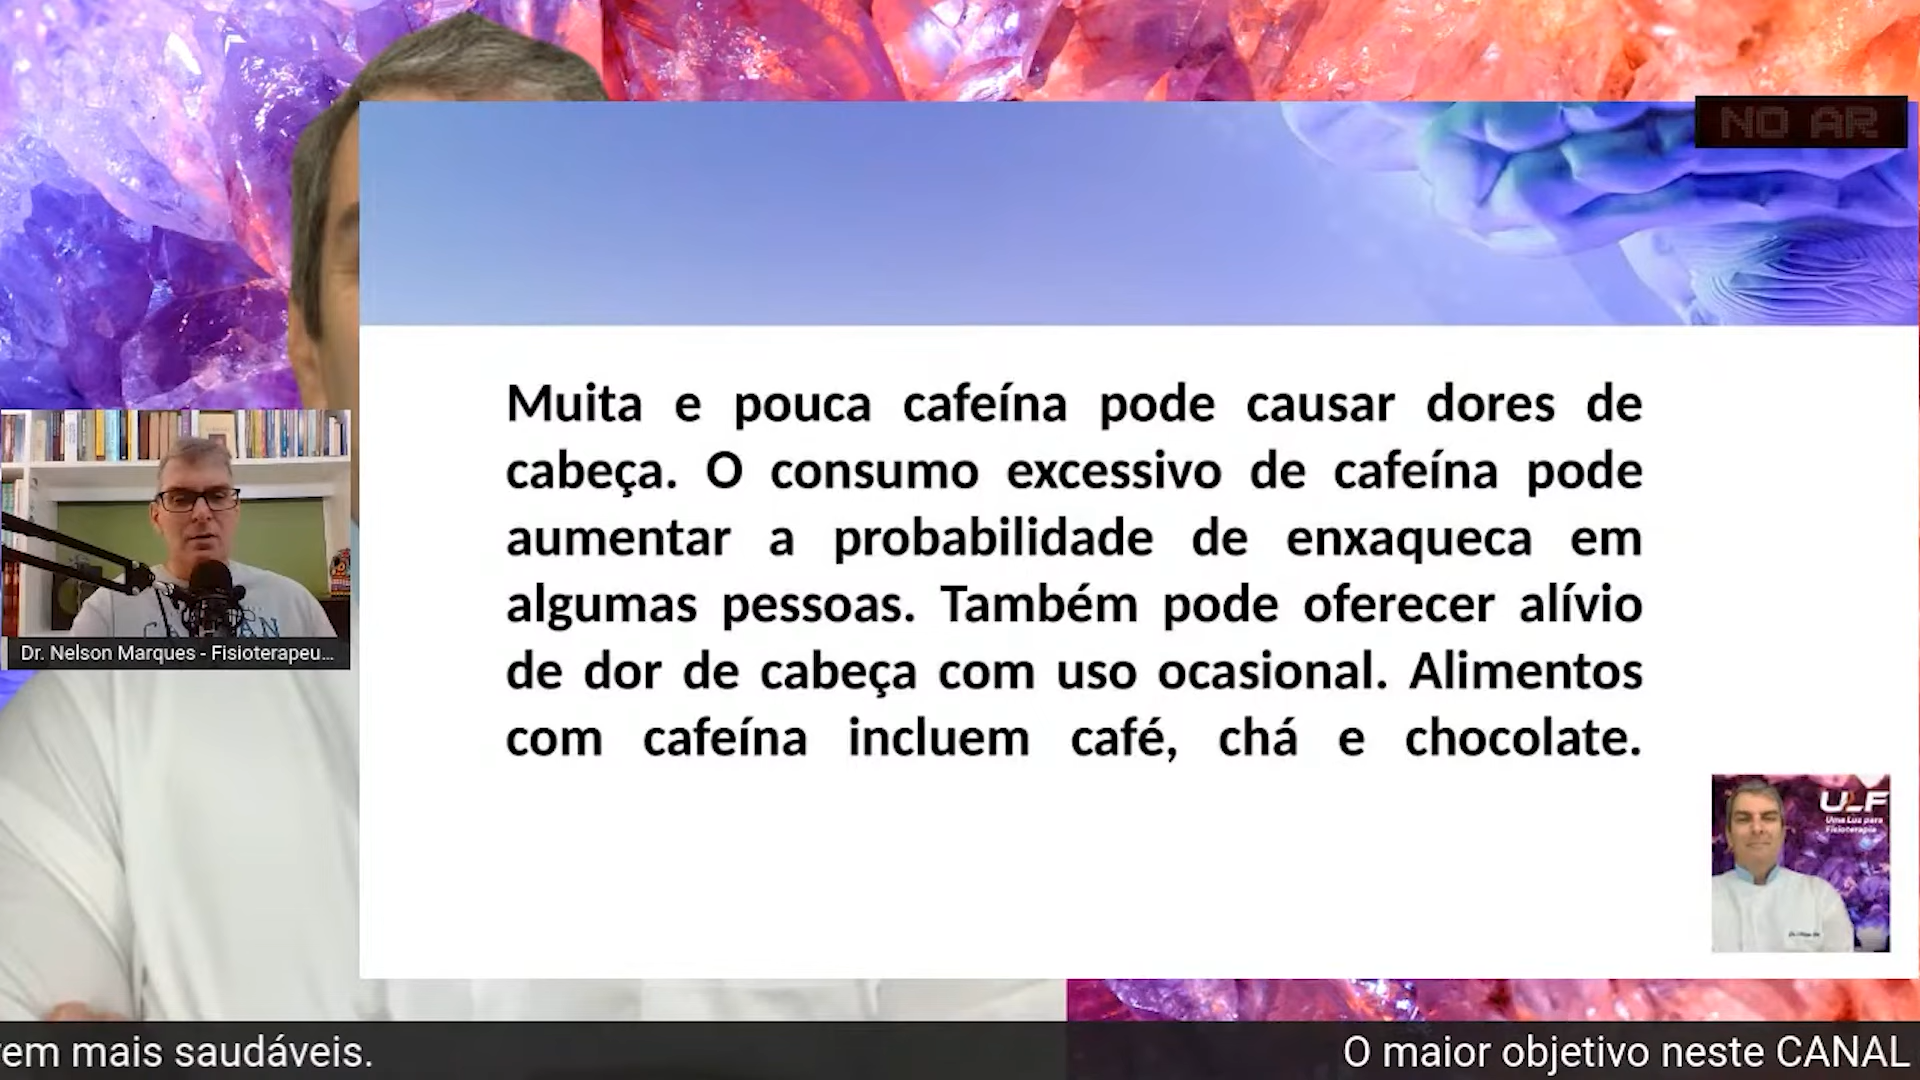 NO AR
Muita e pouca cafeína pode causar dores de
cabeça. O consumo excessivo de cafeína pode
aumentar a probabilidade de enxaqueca em
algumas pessoas. Também pode oferecer alívio
de dor de cabeça com uso ocasional. Alimentos
com cafeína incluem café, chá e chocolate.
Dr. Nelson Marques - Fisioterapeu...
Uma Luz para
Fisioterapia
em mais saudáveis.
O maior objetivo neste CANAL